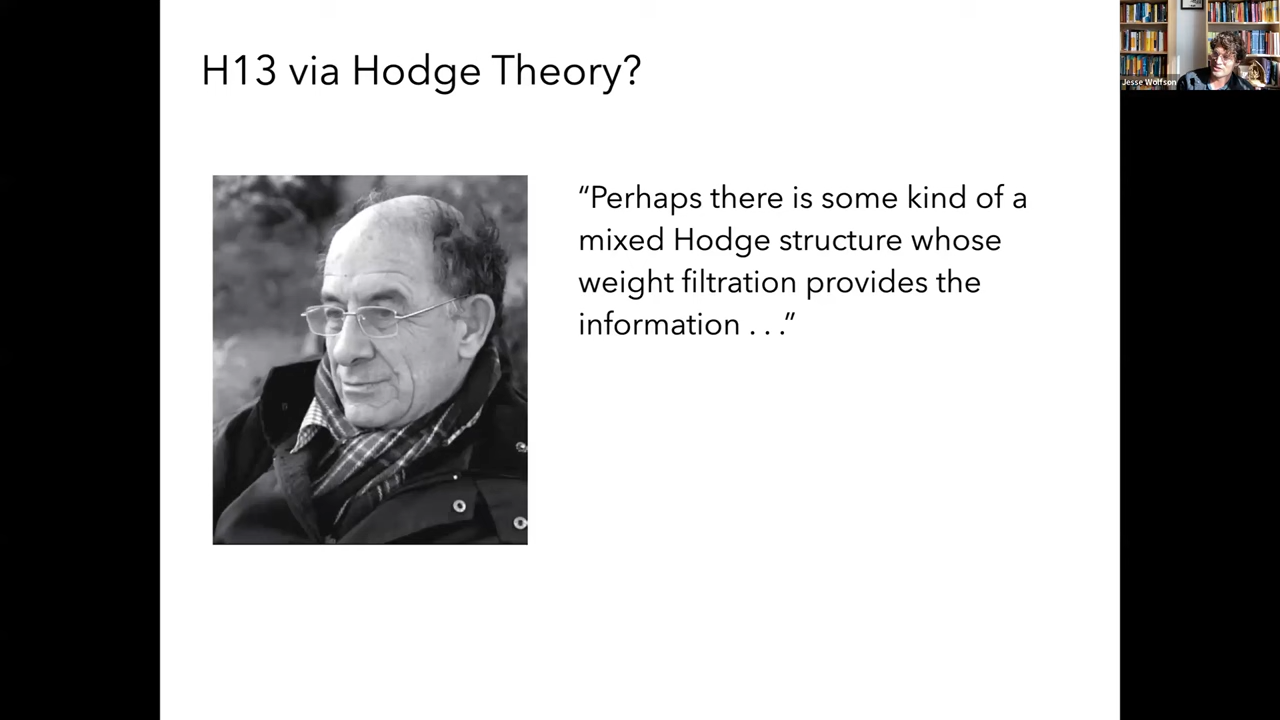 H13 via Hodge Theory?
“Perhaps there is some kind of a
mixed Hodge structure whose
weight filtration provides the
information . . .”
Jesse Wolfson